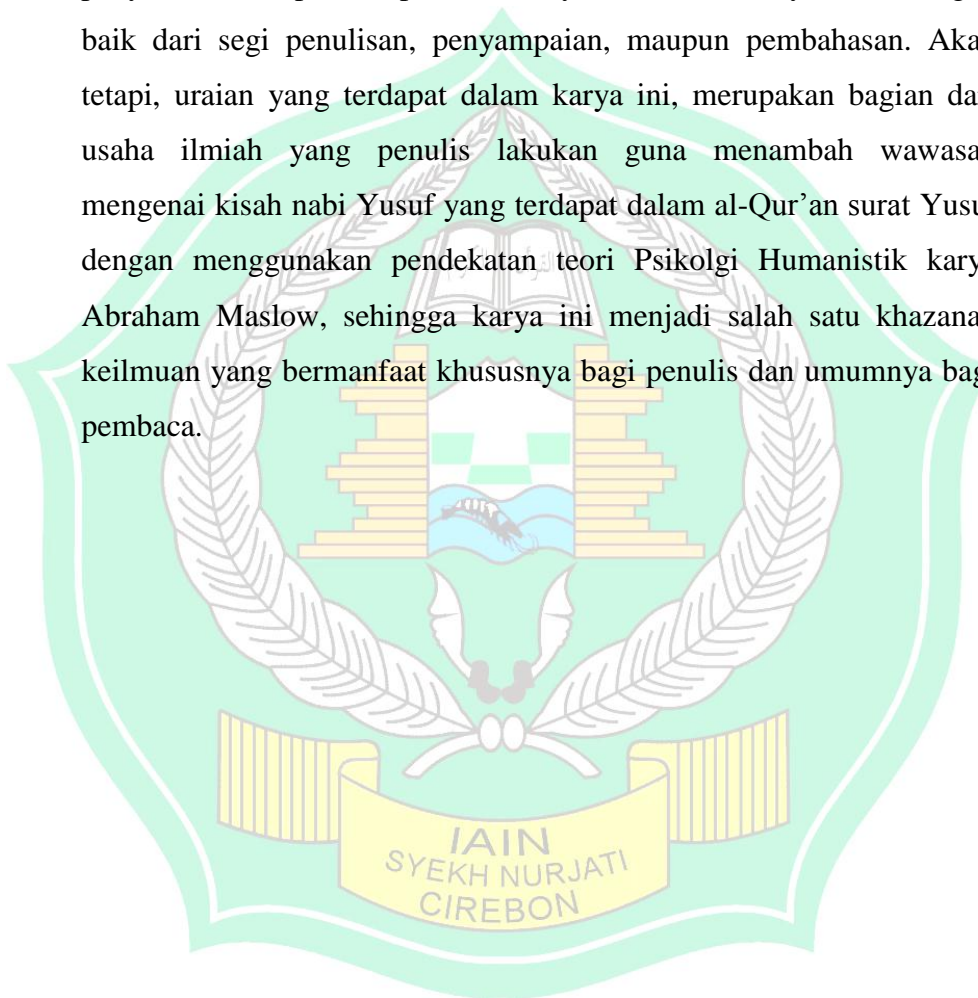 baik dari segi penulisan, penyampaian, maupun pembahasan. Aka
tetapi, uraian yang terdapat dalam karya ini, merupakan bagian da
usaha ilmiah yang penulis lakukan guna menambah wawasa
mengenai kisah nabi Yusuf yang terdapat dalam al-Qur’an surat Yusu
dengan menggunakan pendekatan teori Psikolgi Humanistik kary
Abraham Maslow, sehingga karya ini menjadi salah satu khazana
keilmuan yang bermanfaat khususnya bagi penulis dan umumnya bag
pembaca.
IAIN
SYEKH NURJATI
CIREBON